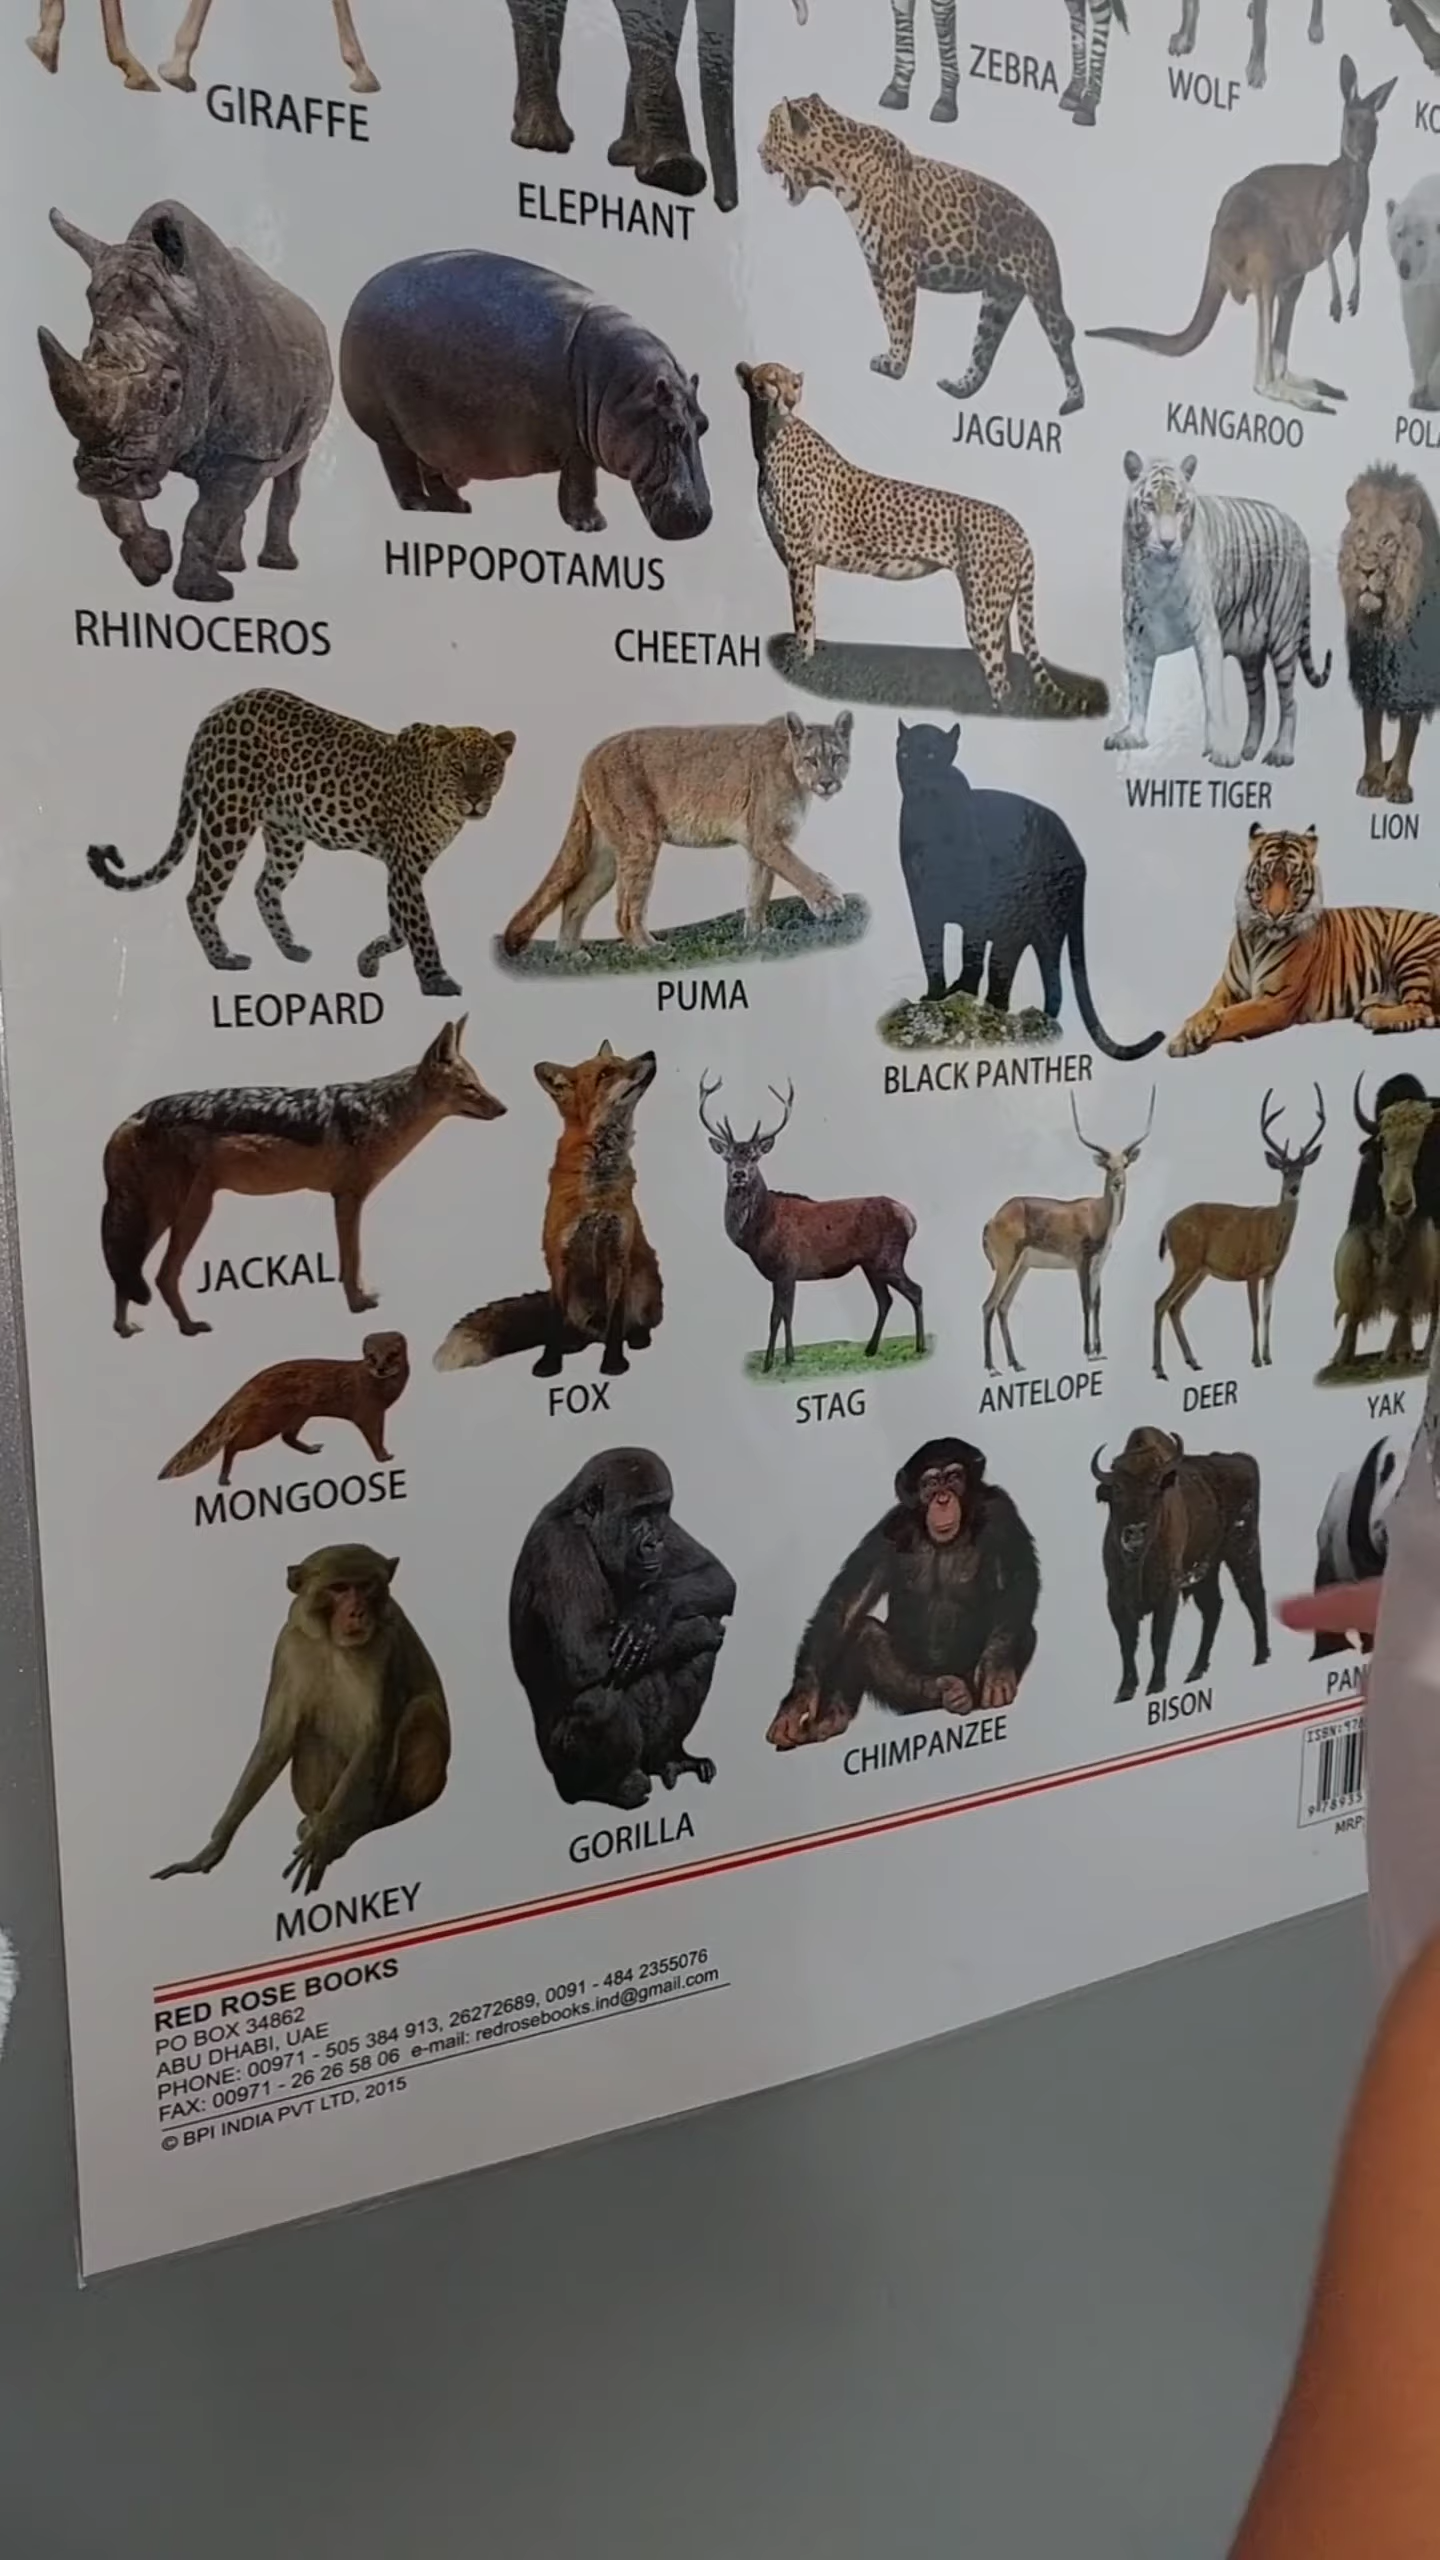 GIRAFFE
ELEPHANT
ZEBRA
WOLF
RHINOCEROS
HIPPOPOTAMUS
JAGUAR
KANGAROO
CHEETAH
WHITE TIGER
LION
LEOPARD
PUMA
BLACK PANTHER
JACKAL
FOX
STAG
ANTELOPE
DEER
YAK
MONGOOSE
MONKEY
GORILLA
CHIMPANZEE
BISON
ISBN:
MRP
RED ROSE BOOKS
PO BOX 34862
ABU DHABI, UAE
PHONE: 00971 - 505 384 913, 26272689, 0091 - 484 2355076
FAX: 00971 - 26 26 58 06 e-mail: redrosebooks.ind@gmail.com
© BPI INDIA PVT LTD, 2015